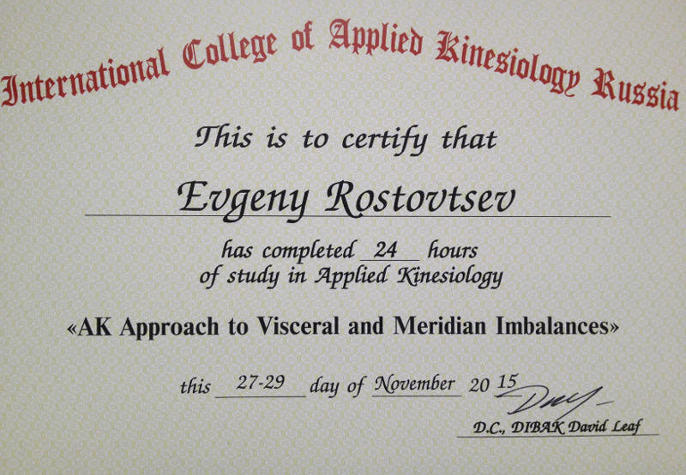 International College of Applied Kinesiology Russia
This is to certify that
Evgeny Rostovtsev
has completed 24 hours
of study in Applied Kinesiology
«AK Approach to Visceral and Meridian Imbalances»
this 27-29 day of November 20 15
D.C., DIBAK David Leaf